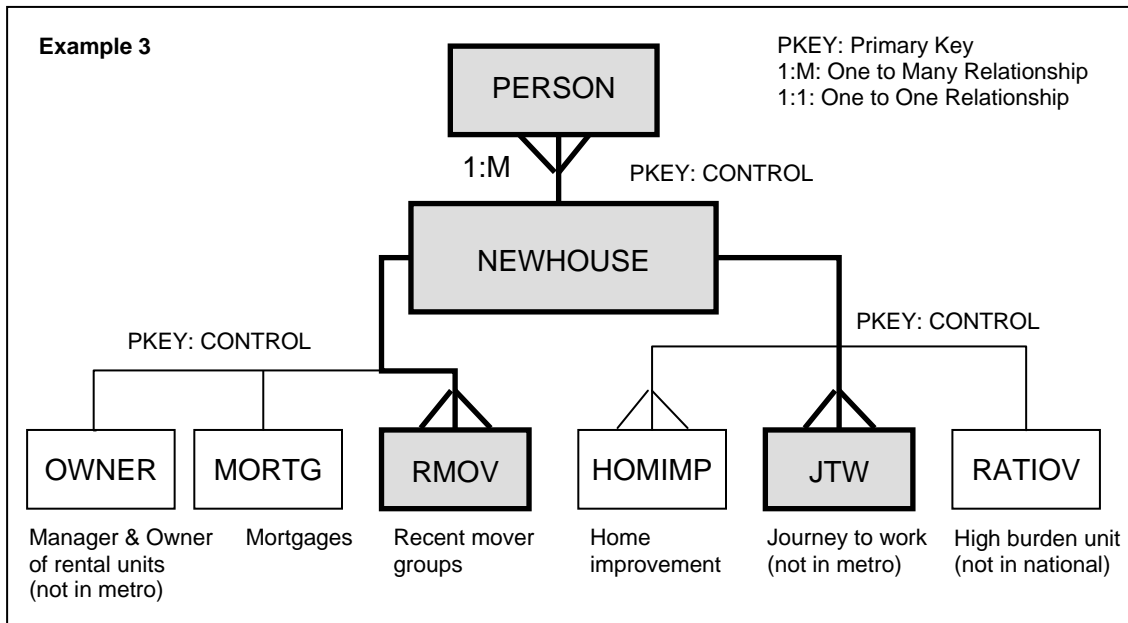 Example 3
PKEY: Primary Key
1:M: One to Many Relationship
1:1: One to One Relationship
PERSON
1:M
PKEY: CONTROL
NEWHOUSE
PKEY: CONTROL
PKEY: CONTROL
OWNER
MORTG
RMOV
HOMIMP
JTW
RATIOV
Manager & Owner
of rental units
(not in metro)
Mortgages
Recent mover
groups
Home
improvement
Journey to work
(not in metro)
High burden unit
(not in national)